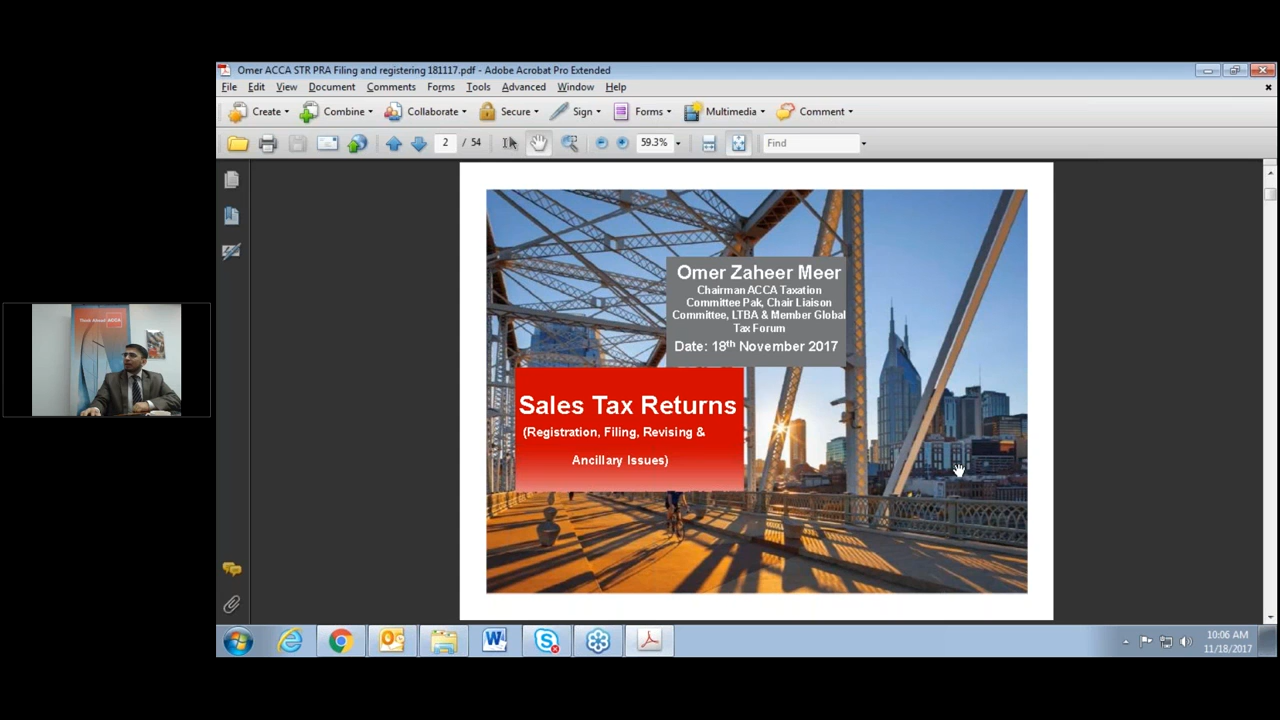 Omer ACCA STR PRA Filing and registering 181117.pdf - Adobe Acrobat Pro Extended
File Edit View Document Comments Forms Tools Advanced Window Help
Create Combine Collaborate Secure Sign Forms Multimedia Comment
2 / 54 59.3% Find
Omer Zaheer Meer
Chairman ACCA Taxation
Committee Pak, Chair Liaison
Committee, LTBA & Member Global
Tax Forum
Date: 18th November 2017
Sales Tax Returns
(Registration, Filing, Revising &
Ancillary Issues)
Think Ahead ACCA
10:06 AM
11/18/2017